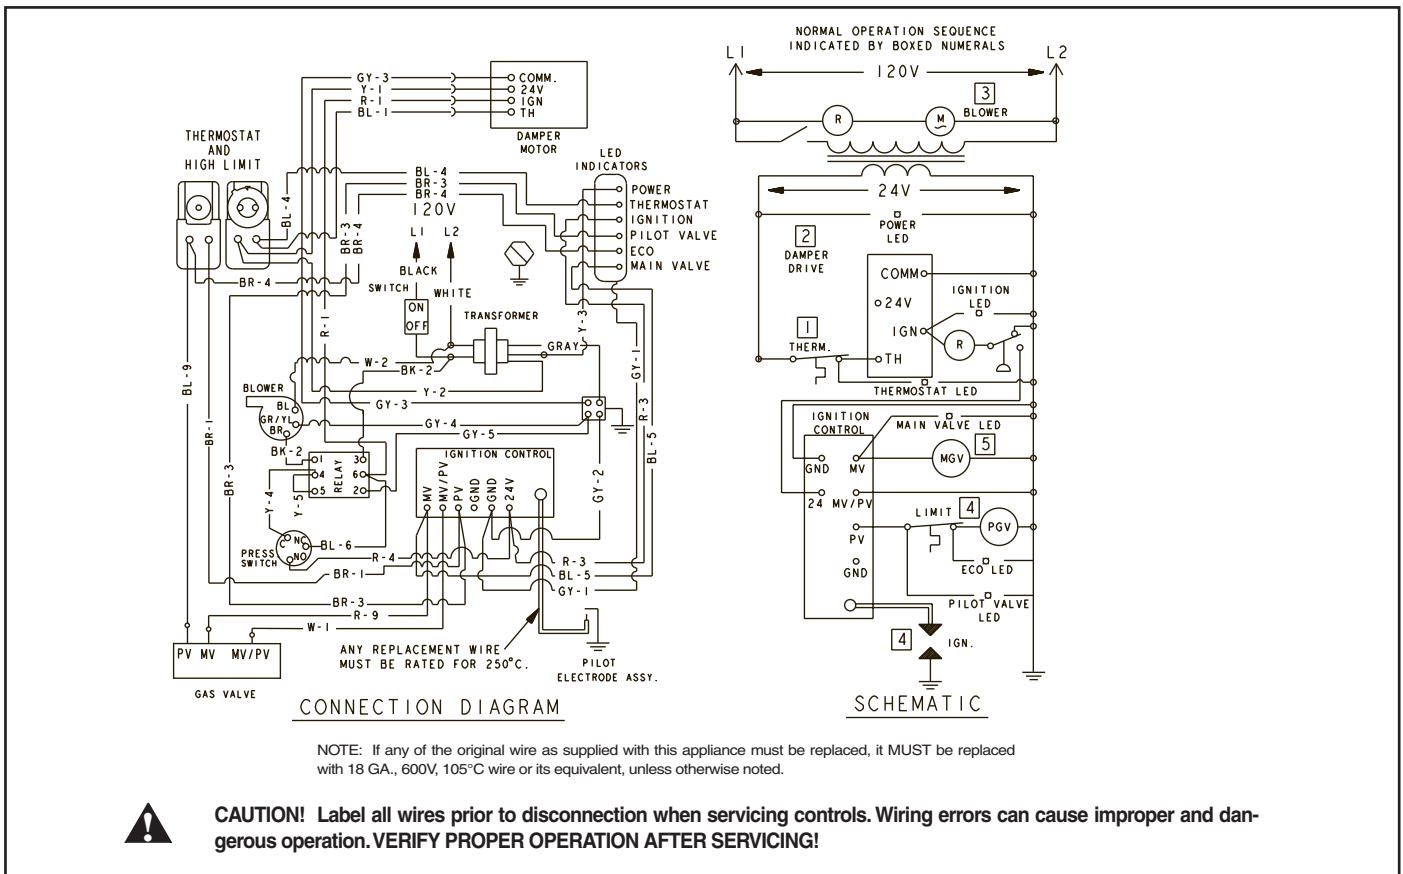 GY-3
Y-1
R-1
BL-1
COMM.
24V
IGN
TH
DAMPER
MOTOR
THERMOSTAT
AND
HIGH LIMIT
BL-4
BR-3
BR-4
120V
L1 L2
BLACK
SWITCH
WHITE
ON
OFF
LED
INDICATORS
POWER
THERMOSTAT
IGNITION
PILOT VALVE
ECO
MAIN VALVE
BL-4
BR-3
BR-4
BR-4
R-1
TRANSFORMER
GRAY
Y-3
W-2
BK-2
Y-2
GY-3
GY-4
GY-5
GY-1
R-3
BL-5
BL-9
BR-1
BR-3
BLOWER
BL
GR/YL
BR
BK-2
1 3
4 6
5 2
RELAY
Y-4
Y-5
IGNITION CONTROL
MV
MV/PV
PV
GND
GND
24V
GY-2
C NC
NO
PRESS
SWITCH
BL-6
R-4
BR-1
BR-3
R-9
W-1
R-3
BL-5
GY-1
PV MV MV/PV
GAS VALVE
ANY REPLACEMENT WIRE
MUST BE RATED FOR 250°C.
PILOT
ELECTRODE ASSY.
CONNECTION DIAGRAM
NORMAL OPERATION SEQUENCE
INDICATED BY BOXED NUMERALS
L1 L2
120V
3
BLOWER
R M
24V
POWER
LED
2
DAMPER
DRIVE
COMM
24V
IGN
TH
IGNITION
LED
R
1
THERM.
THERMOSTAT LED
IGNITION
CONTROL
MAIN VALVE LED
5
MGV
GND MV
24 MV/PV
LIMIT 4
PGV
PV
GND
ECO LED
PILOT VALVE
LED
4
IGN.
SCHEMATIC
NOTE: If any of the original wire as supplied with this appliance must be replaced, it MUST be replaced
with 18 GA., 600V, 105°C wire or its equivalent, unless otherwise noted.
!
CAUTION! Label all wires prior to disconnection when servicing controls. Wiring errors can cause improper and dan-
gerous operation. VERIFY PROPER OPERATION AFTER SERVICING!